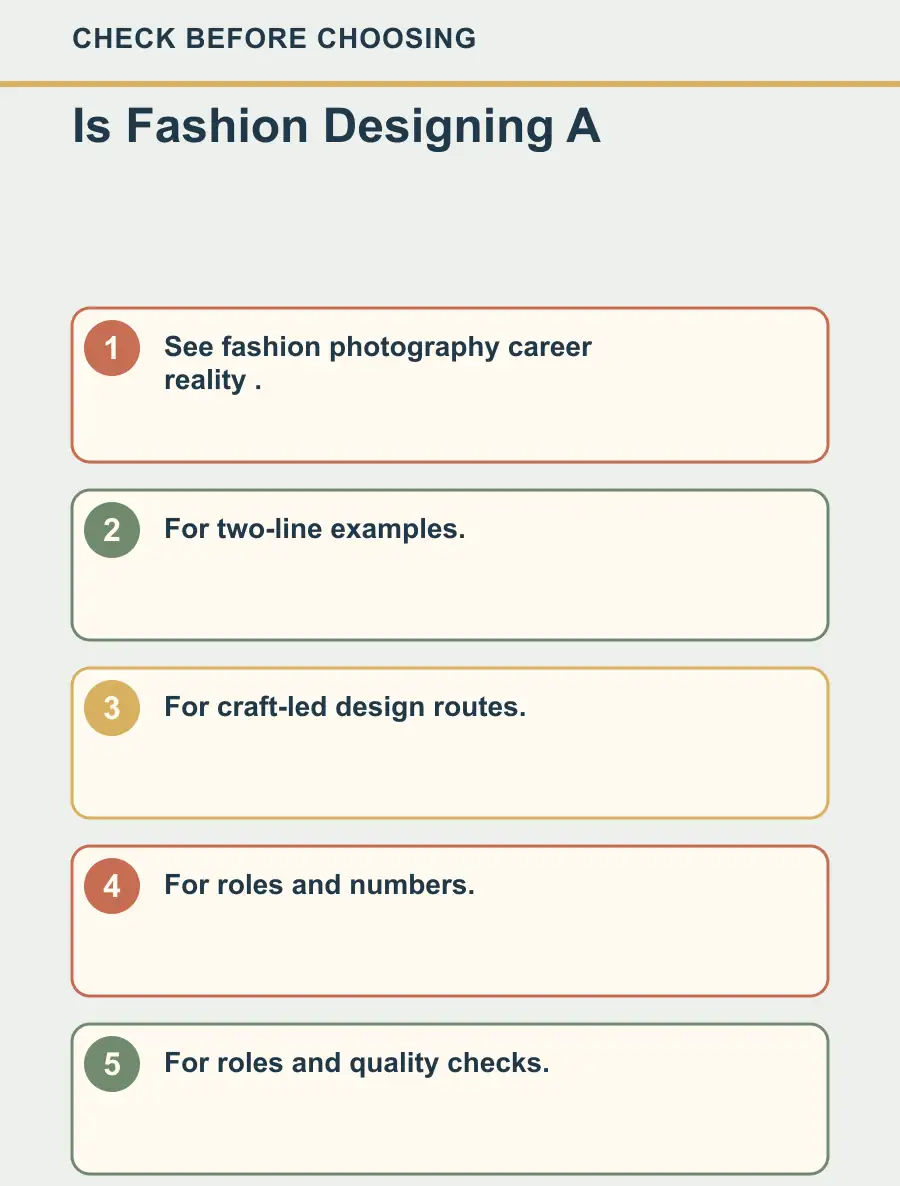 CHECK BEFORE CHOOSING
Is Fashion Designing A
1
See fashion photography career
reality .
2
For two-line examples.
3
For craft-led design routes.
4
For roles and numbers.
5
For roles and quality checks.